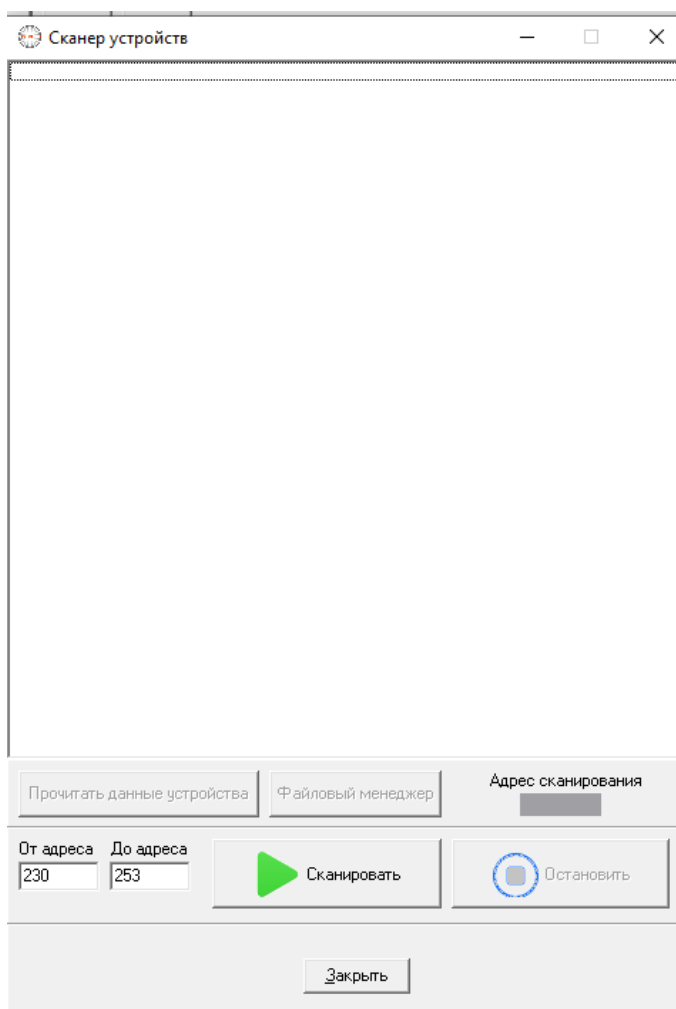 Сканер устройств
Прочитать данные устройства
Файловый менеджер
Адрес сканирования
От адреса
До адреса
230
253
Сканировать
Остановить
Закрыть